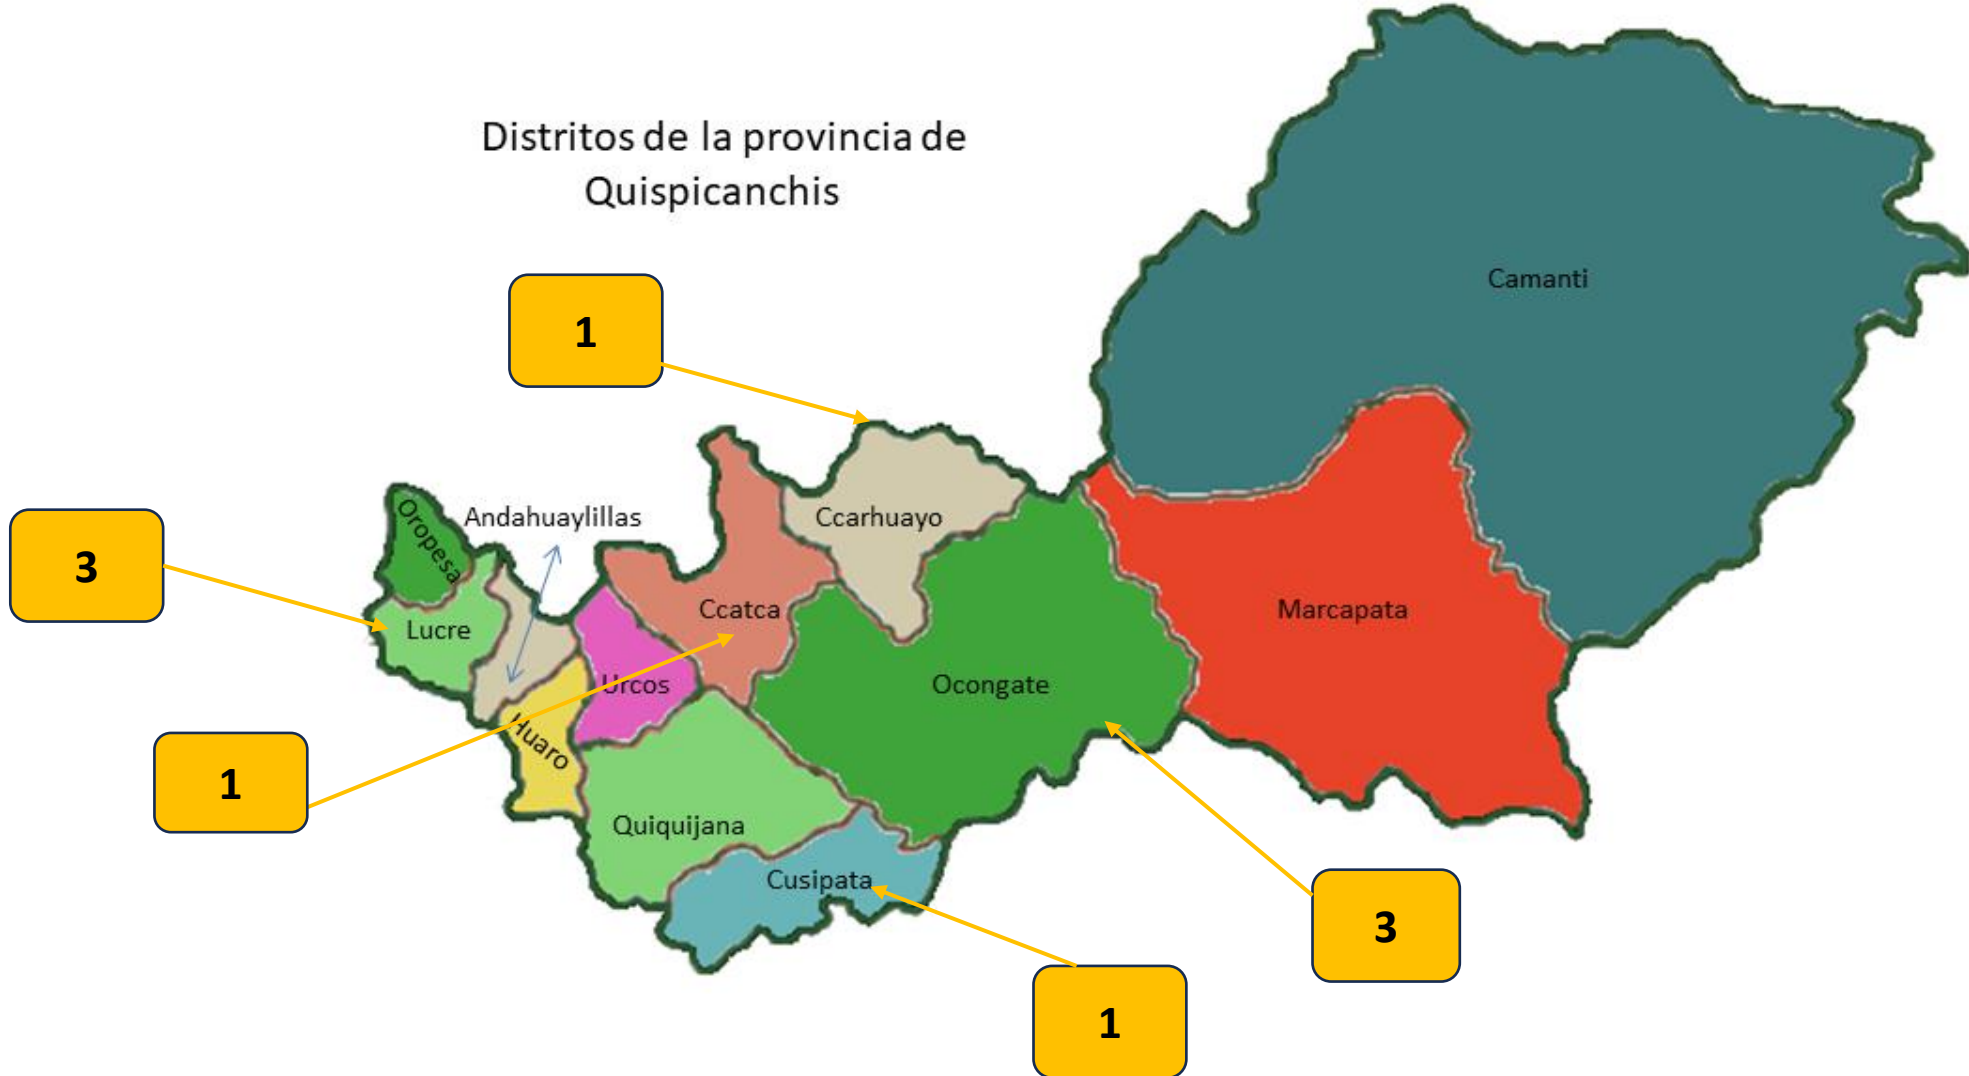 Distritos de la provincia de
Quispicanchis
Camanti
1
Oropesa
Andahuaylillas
Ccarhuayo
3
Lucre
Ccatca
Marcapata
Urcos
Ocongate
Huaro
1
Quiquijana
Cusipata
3
1